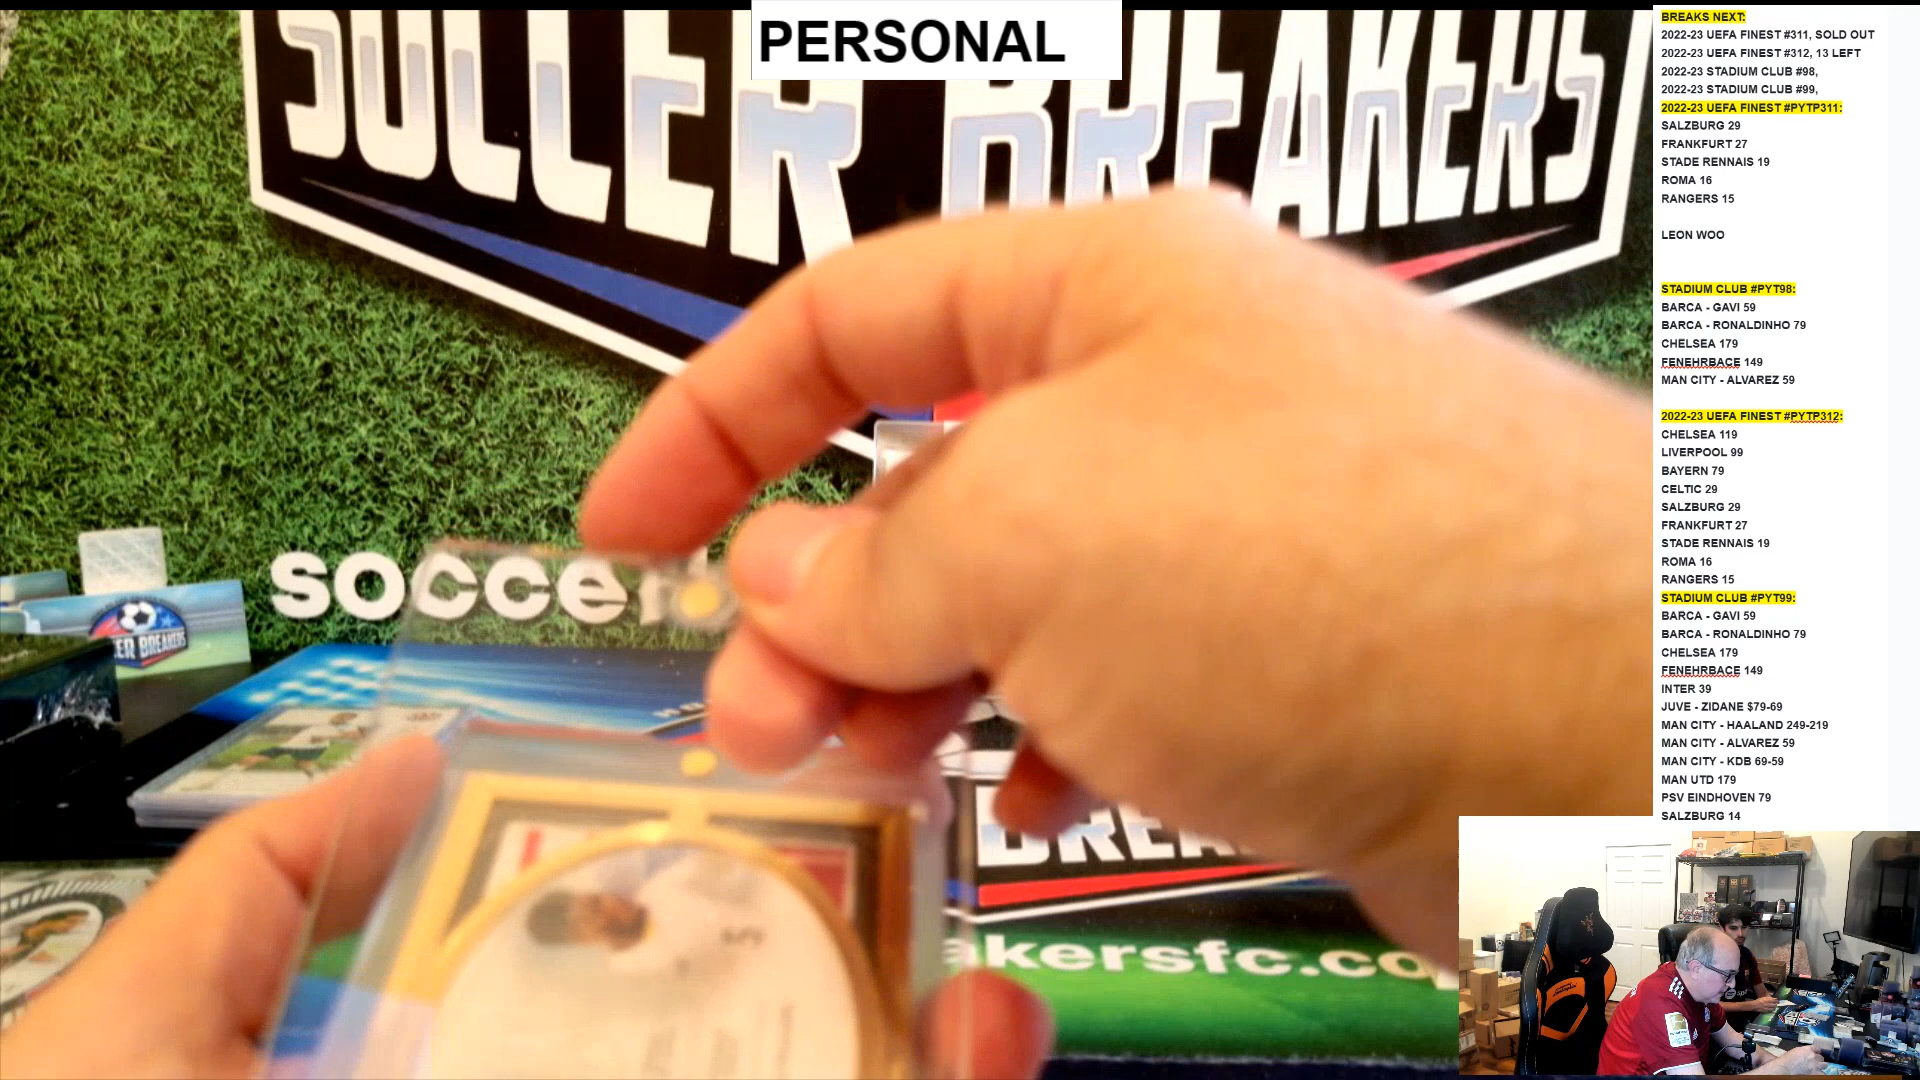 PERSONAL
SOCCER BREAKERS
soccer
CER BREAKERS
BREA
akersfc.co
BREAKS NEXT:
2022-23 UEFA FINEST #311, SOLD OUT
2022-23 UEFA FINEST #312, 13 LEFT
2022-23 STADIUM CLUB #98,
2022-23 STADIUM CLUB #99,
2022-23 UEFA FINEST #PYTP311:
SALZBURG 29
FRANKFURT 27
STADE RENNAIS 19
ROMA 16
RANGERS 15
LEON WOO
STADIUM CLUB #PYT98:
BARCA - GAVI 59
BARCA - RONALDINHO 79
CHELSEA 179
FENEHRBACE 149
MAN CITY - ALVAREZ 59
2022-23 UEFA FINEST #PYTP312:
CHELSEA 119
LIVERPOOL 99
BAYERN 79
CELTIC 29
SALZBURG 29
FRANKFURT 27
STADE RENNAIS 19
ROMA 16
RANGERS 15
STADIUM CLUB #PYT99:
BARCA - GAVI 59
BARCA - RONALDINHO 79
CHELSEA 179
FENEHRBACE 149
INTER 39
JUVE - ZIDANE $79-69
MAN CITY - HAALAND 249-219
MAN CITY - ALVAREZ 59
MAN CITY - KDB 69-59
MAN UTD 179
PSV EINDHOVEN 79
SALZBURG 14